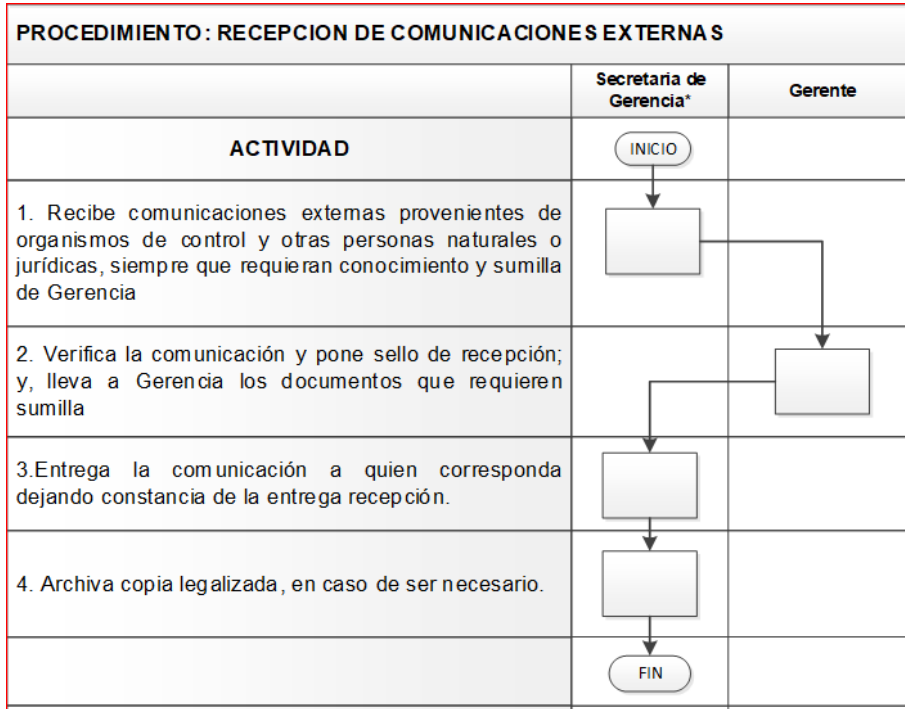 PROCEDIMIENTO: RECEPCION DE COMUNICACIONES EXTERNAS
Secretaria de
Gerencia*
Gerente
ACTIVIDAD
INICIO
1. Recibe comunicaciones externas provenientes de
organismos de control y otras personas naturales o
jurídicas, siempre que requieran conocimiento y sumilla
de Gerencia
2. Verifica la comunicación y pone sello de recepción;
y, lleva a Gerencia los documentos que requieren
sumilla
3.Entrega la comunicación a quien corresponda
dejando constancia de la entrega recepción.
4. Archiva copia legalizada, en caso de ser necesario.
FIN